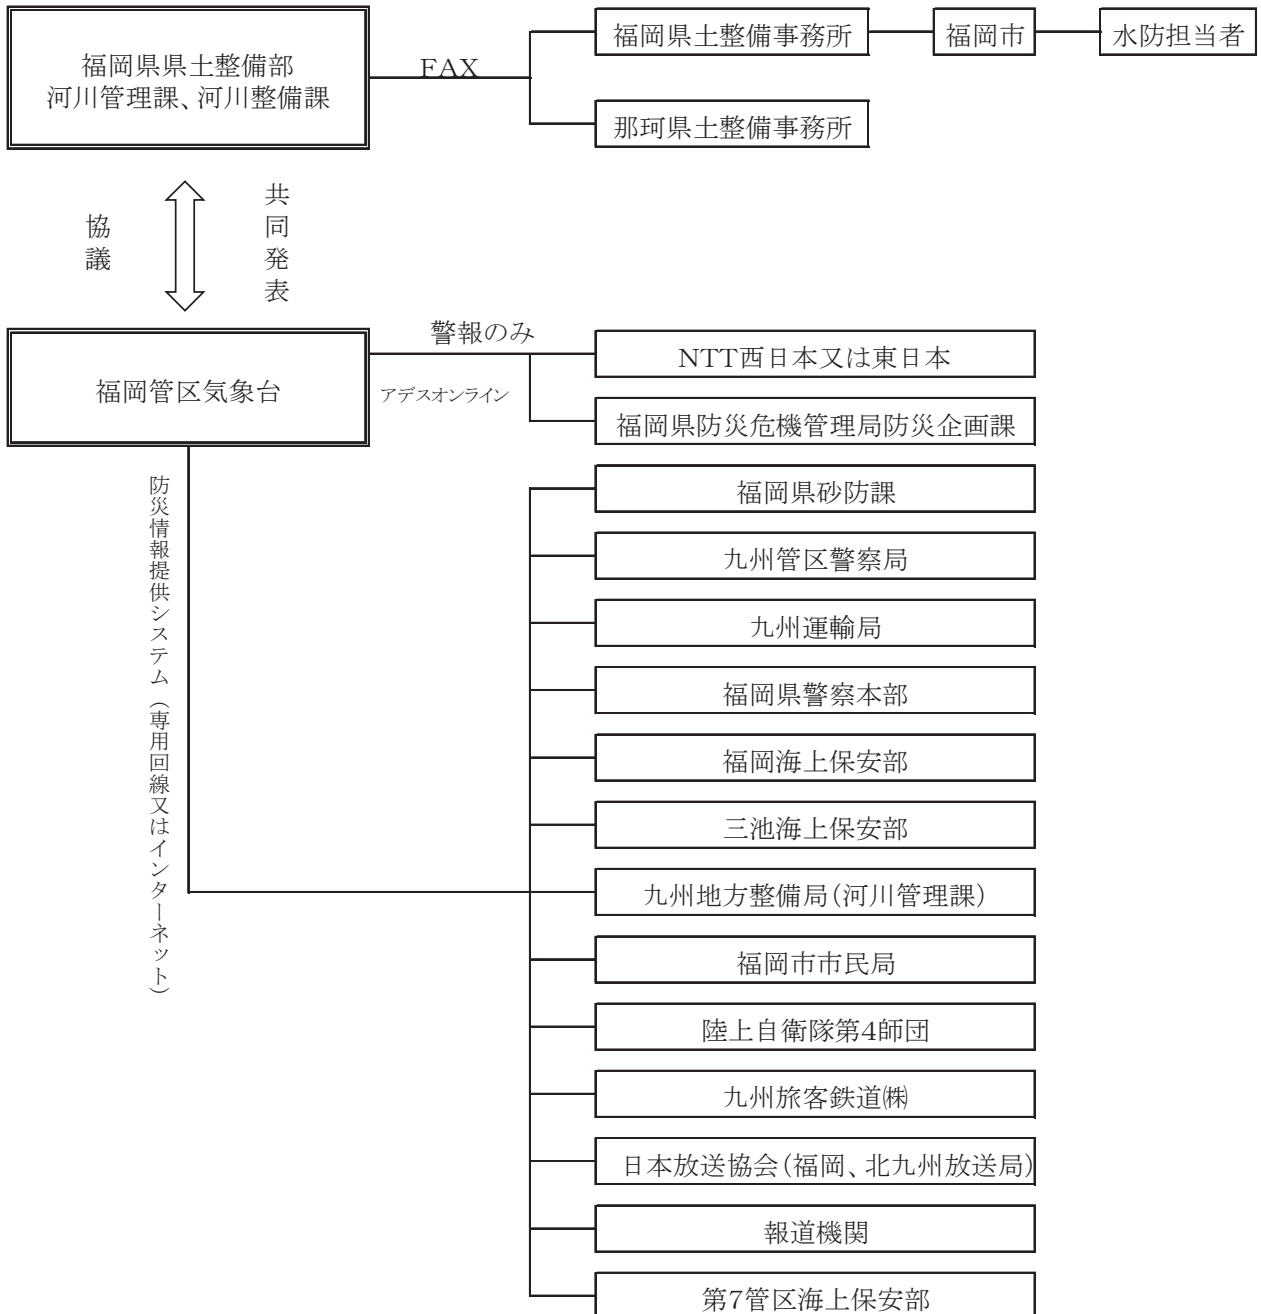 福岡県県土整備部
河川管理課、河川整備課
FAX
福岡県土整備事務所
福岡市
水防担当者
那珂県土整備事務所
協議
共同発表
福岡管区気象台
警報のみ
アデスオンライン
NTT西日本又は東日本
福岡県防災危機管理局防災企画課
防災情報提供システム(専用回線又はインターネット)
福岡県砂防課
九州管区警察局
九州運輸局
福岡県警察本部
福岡海上保安部
三池海上保安部
九州地方整備局(河川管理課)
福岡市市民局
陸上自衛隊第4師団
九州旅客鉄道㈱
日本放送協会(福岡、北九州放送局)
報道機関
第7管区海上保安部